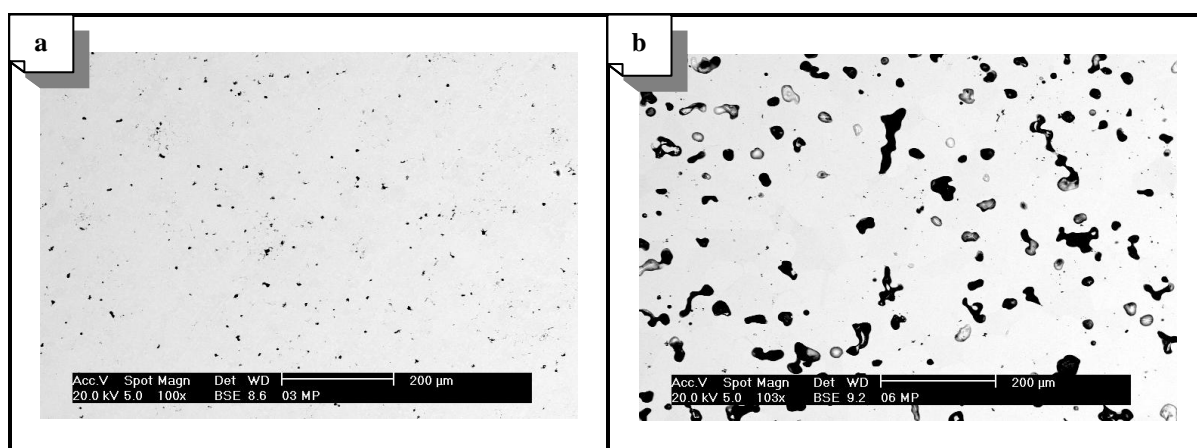 a
Acc.V Spot Magn Det WD 200 µm
20.0 kV 5.0 100x BSE 8.6 03 MP
b
Acc.V Spot Magn Det WD 200 µm
20.0 kV 5.0 103x BSE 9.2 06 MP